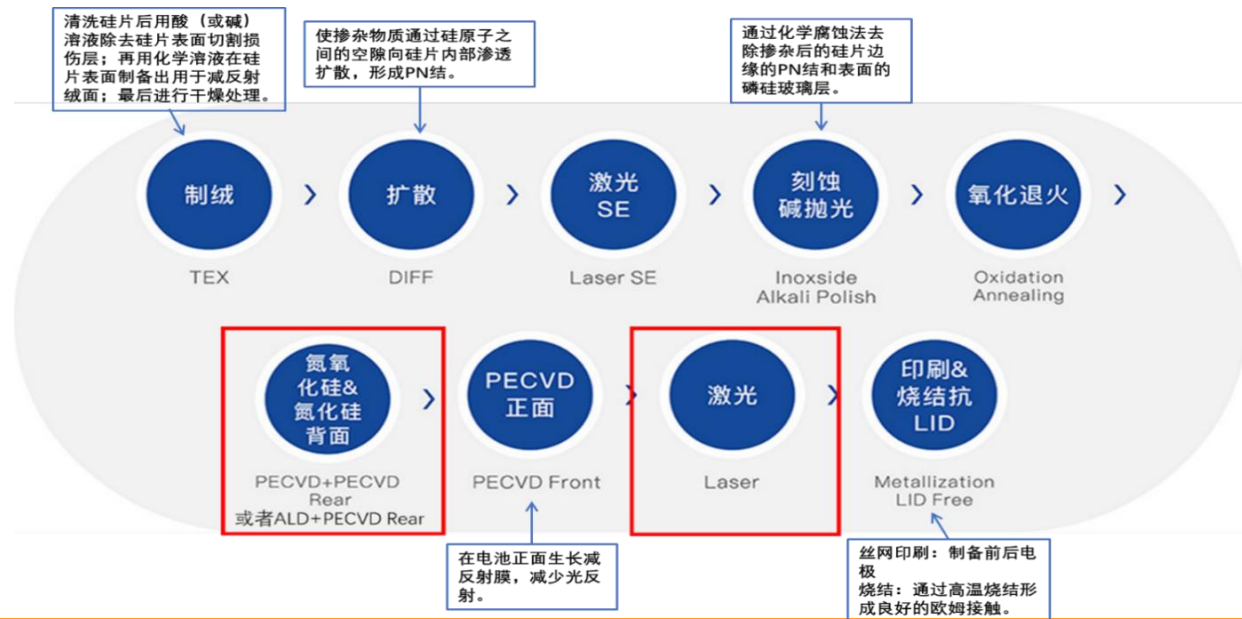 清洗硅片后用酸（或碱）
溶液除去硅片表面切割损
伤层；再用化学溶液在硅
片表面制备出用于减反射
绒面；最后进行干燥处理。
使掺杂物质通过硅原子之
间的空隙向硅片内部渗透
扩散，形成PN结。
通过化学腐蚀法去
除掺杂后的硅片边
缘的PN结和表面的
磷硅玻璃层。
制绒
扩散
激光
SE
刻蚀
碱抛光
氧化退火
TEX
DIFF
Laser SE
Inoxside
Alkali Polish
Oxidation
Annealing
氮氧
化硅&
氮化硅
背面
PECVD
正面
激光
印刷&
烧结抗
LID
PECVD+PECVD
Rear
或者ALD+PECVD Rear
PECVD Front
Laser
Metallization
LID Free
在电池正面生长减
反射膜，减少光反
射。
丝网印刷：制备前后电
极
烧结：通过高温烧结形
成良好的欧姆接触。